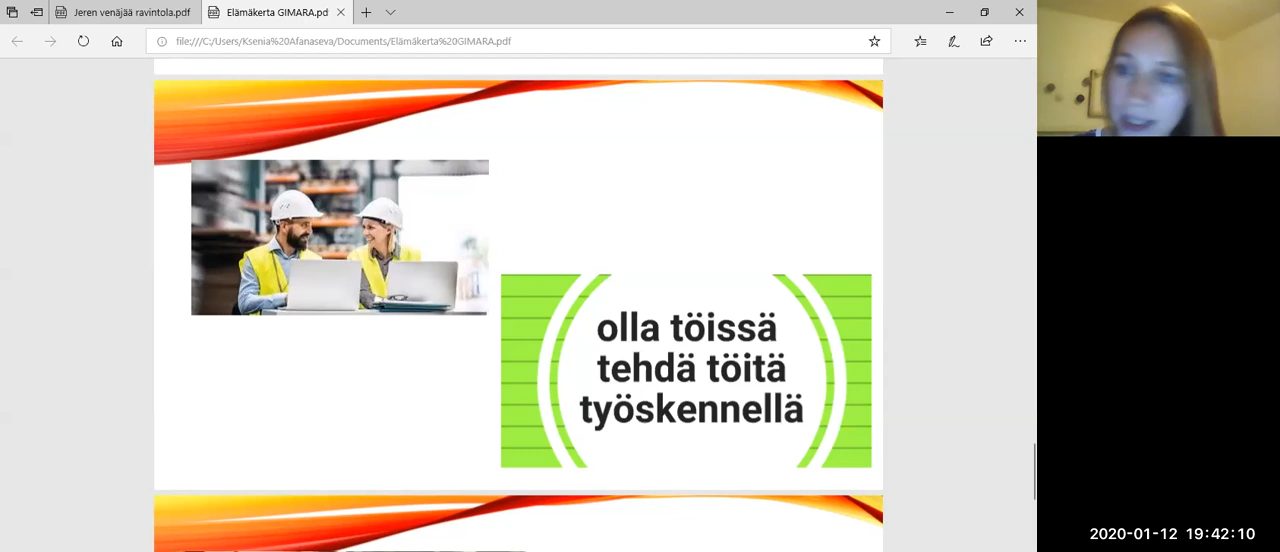 Jeren venäjää ravintola.pdf
Elämäkerta GIMARA.pd
file:///C:/Users/Ksenia%20Afanaseva/Documents/Elämäkerta%20GIMARA.pdf
olla töissä
tehdä töitä
työskennellä
2020-01-12 19:42:10